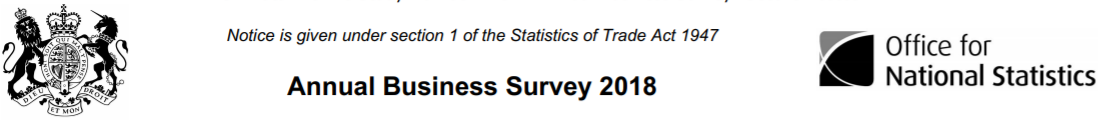 Notice is given under section 1 of the Statistics of Trade Act 1947
Annual Business Survey 2018
Office for
National Statistics
DIEU ET MON DROIT